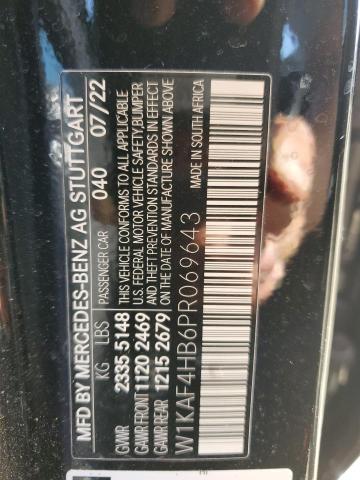 MFD BY MERCEDES-BENZ AG STUTTGART
PASSENGER CAR 040 07/22
KG LBS
GVWR 2335 5148
GAWR FRONT 1120 2469
GAWR REAR 1215 2679
THIS VEHICLE CONFORMS TO ALL APPLICABLE
U.S. FEDERAL MOTOR VEHICLE SAFETY,BUMPER
AND THEFT PREVENTION STANDARDS IN EFFECT
ON THE DATE OF MANUFACTURE SHOWN ABOVE
W1KAF4HB6PR069643
MADE IN SOUTH AFRICA